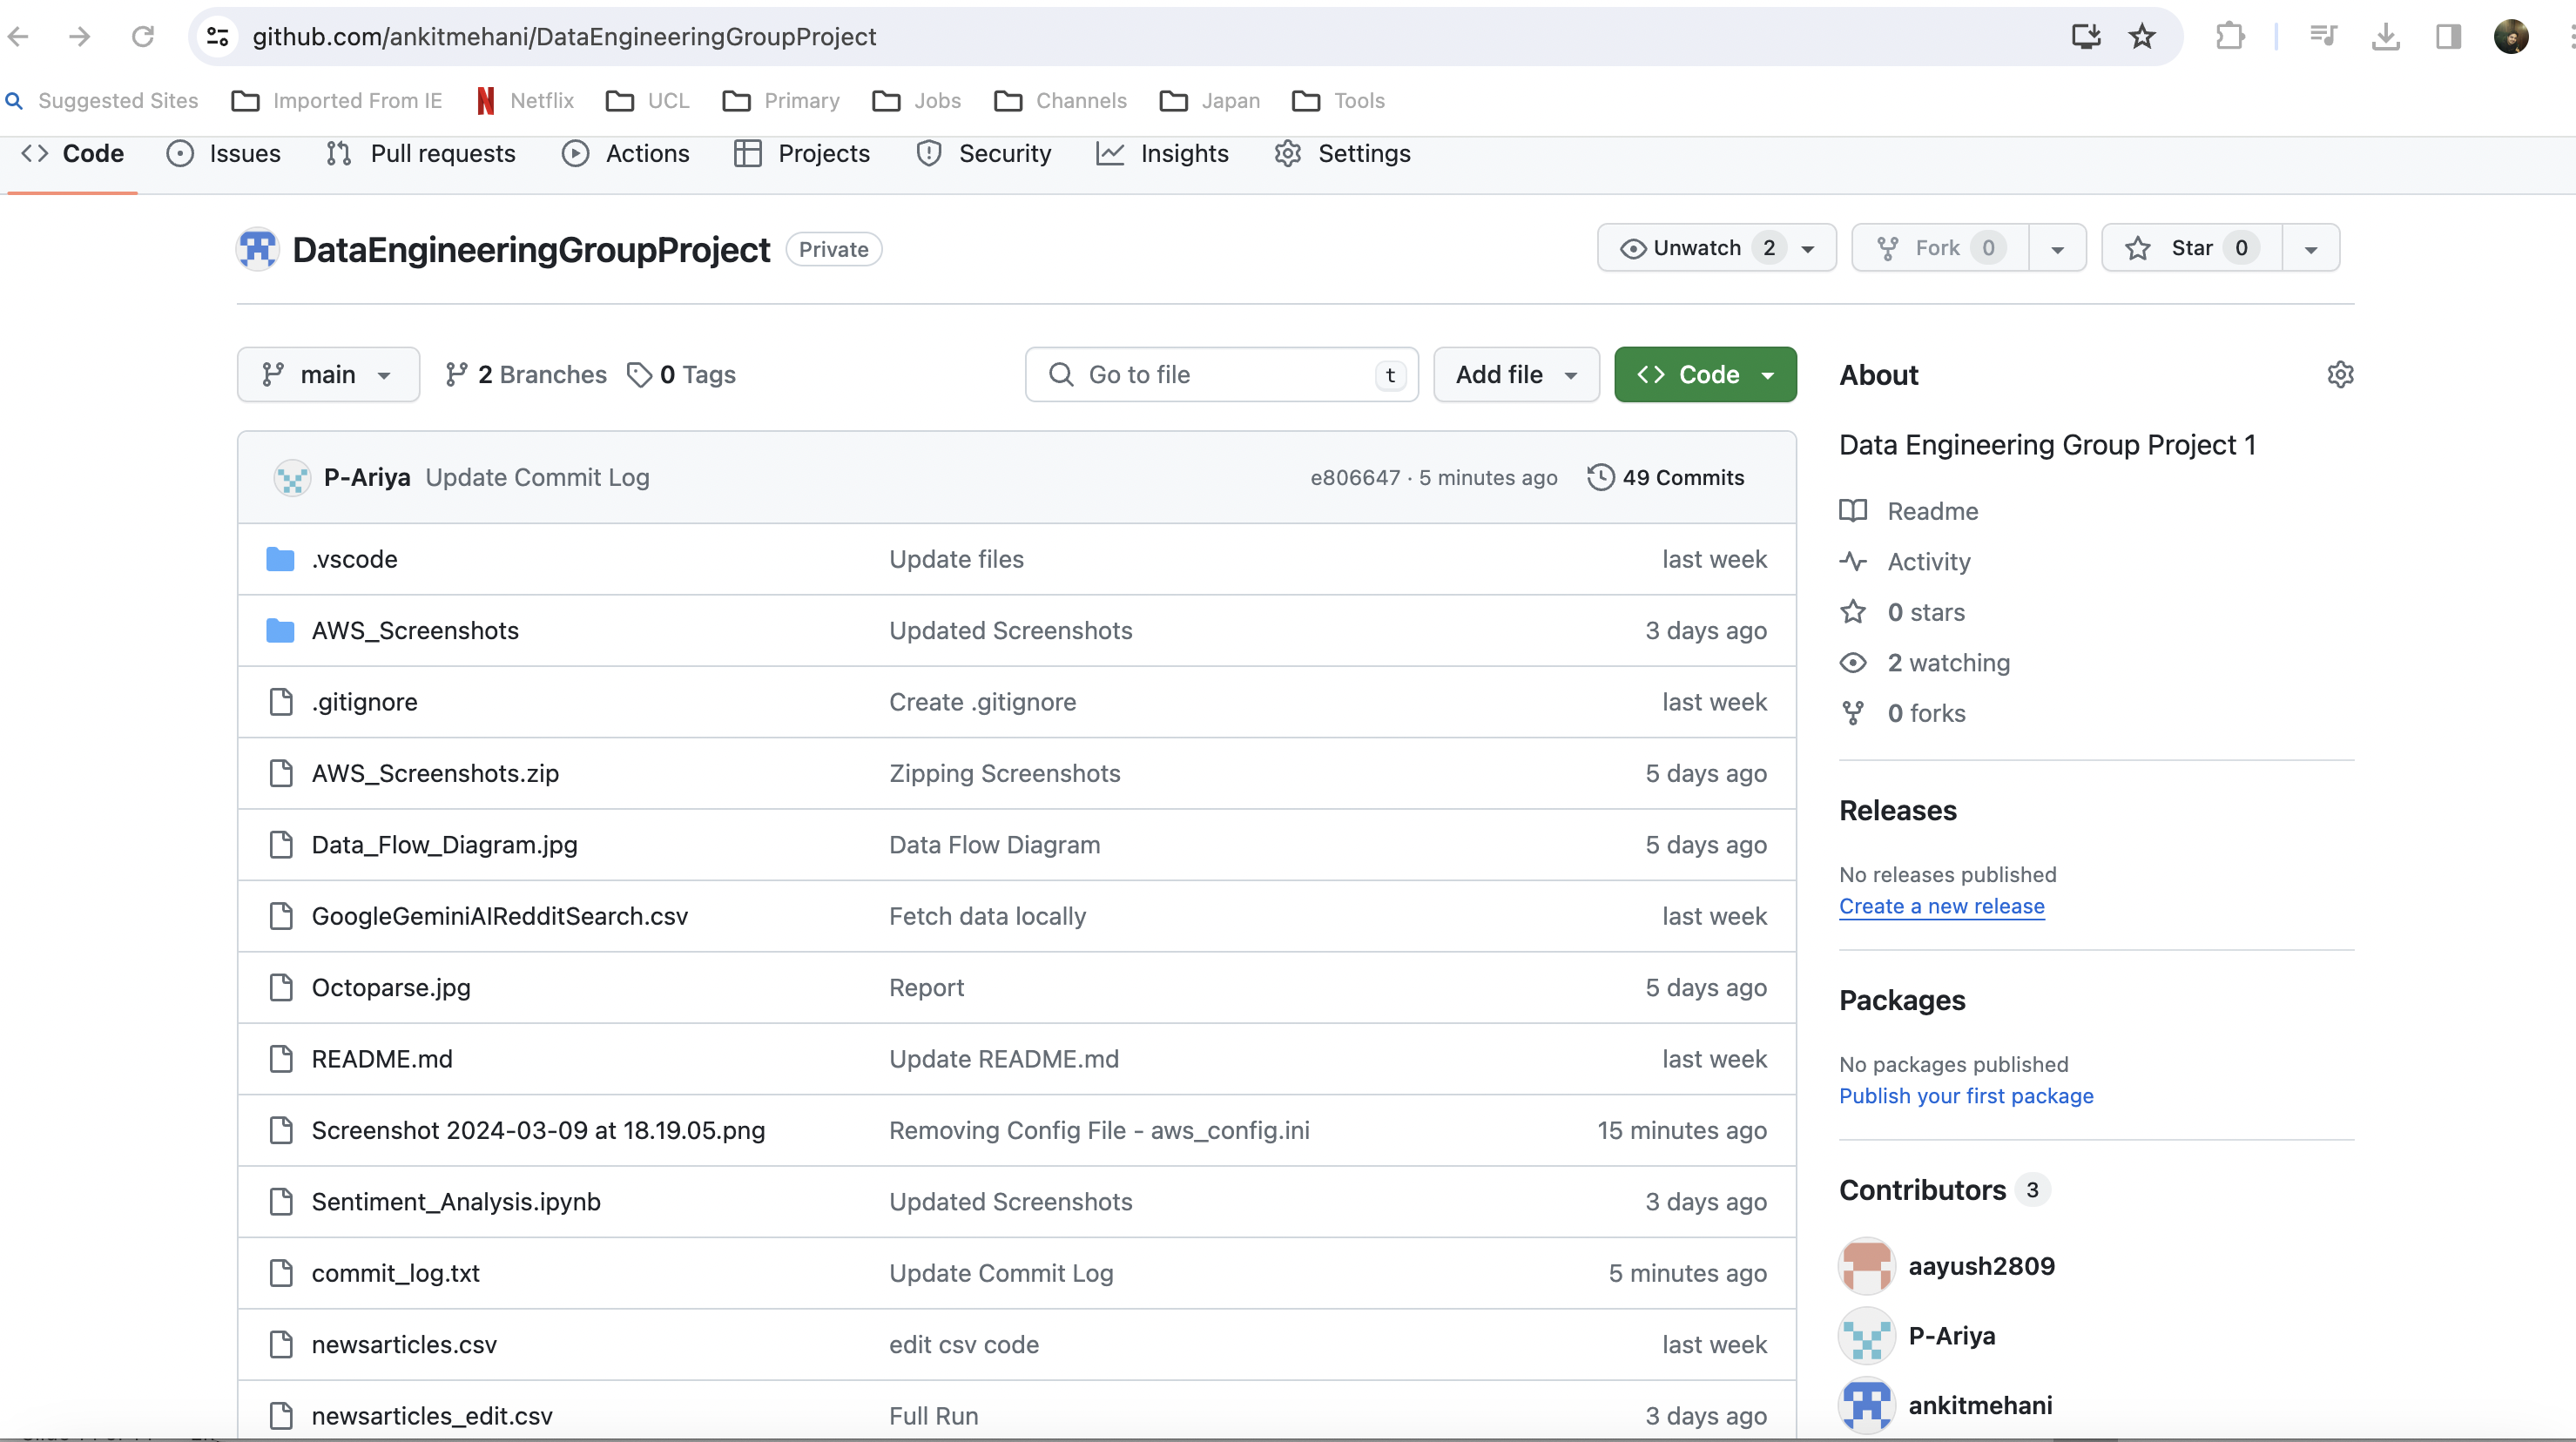 github.com/ankitmehani/DataEngineeringGroupProject
Suggested Sites Imported From IE Netflix UCL Primary Jobs Channels Japan Tools
Code Issues Pull requests Actions Projects Security Insights Settings
DataEngineeringGroupProject Private Unwatch 2 Fork 0 Star 0
main 2 Branches 0 Tags Go to file t Add file Code
About
Data Engineering Group Project 1
Readme
Activity
0 stars
2 watching
0 forks
P-Ariya Update Commit Log e806647 · 5 minutes ago 49 Commits
.vscode Update files last week
AWS_Screenshots Updated Screenshots 3 days ago
.gitignore Create .gitignore last week
AWS_Screenshots.zip Zipping Screenshots 5 days ago
Data_Flow_Diagram.jpg Data Flow Diagram 5 days ago
GoogleGeminiAIRedditSearch.csv Fetch data locally last week
Octoparse.jpg Report 5 days ago
README.md Update README.md last week
Screenshot 2024-03-09 at 18.19.05.png Removing Config File - aws_config.ini 15 minutes ago
Sentiment_Analysis.ipynb Updated Screenshots 3 days ago
commit_log.txt Update Commit Log 5 minutes ago
newsarticles.csv edit csv code last week
newsarticles_edit.csv Full Run 3 days ago
Releases
No releases published
Create a new release
Packages
No packages published
Publish your first package
Contributors 3
aayush2809
P-Ariya
ankitmehani